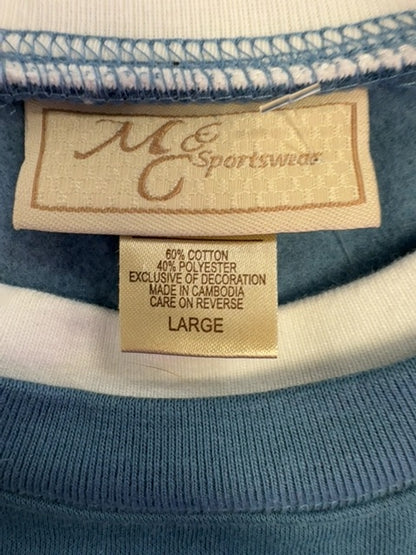 M&C Sportswear
60% COTTON
40% POLYESTER
EXCLUSIVE OF DECORATION
MADE IN CAMBODIA
CARE ON REVERSE
LARGE